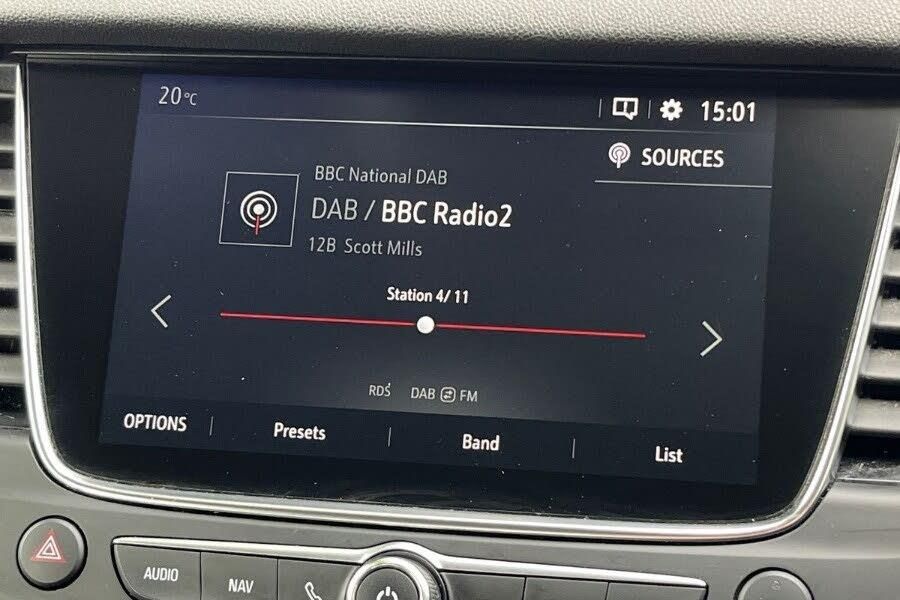 20°C
15:01
SOURCES
BBC National DAB
DAB / BBC Radio2
12B Scott Mills
Station 4/11
RDS DAB FM
OPTIONS Presets Band List
AUDIO NAV